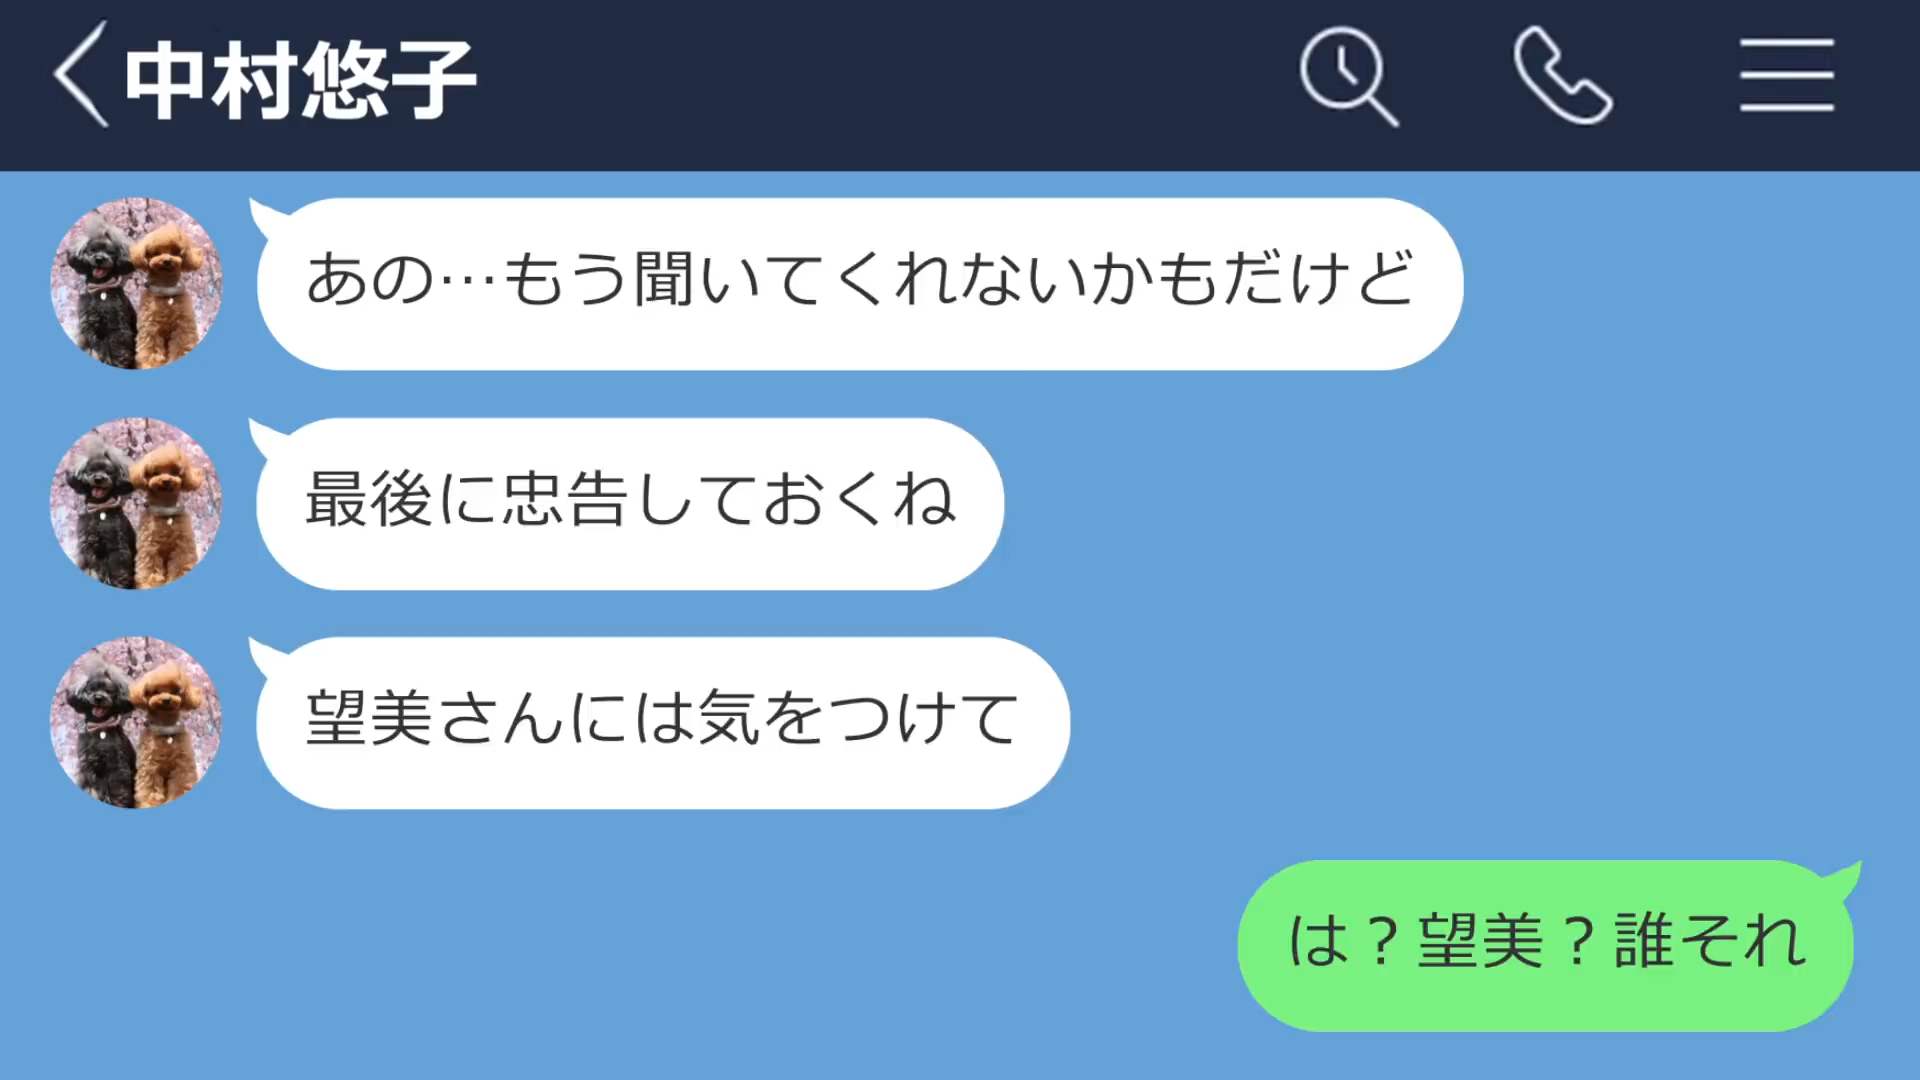 中村悠子
あの…もう聞いてくれないかもだけど
最後に忠告しておくね
望美さんには気をつけて
は？望美？誰それ